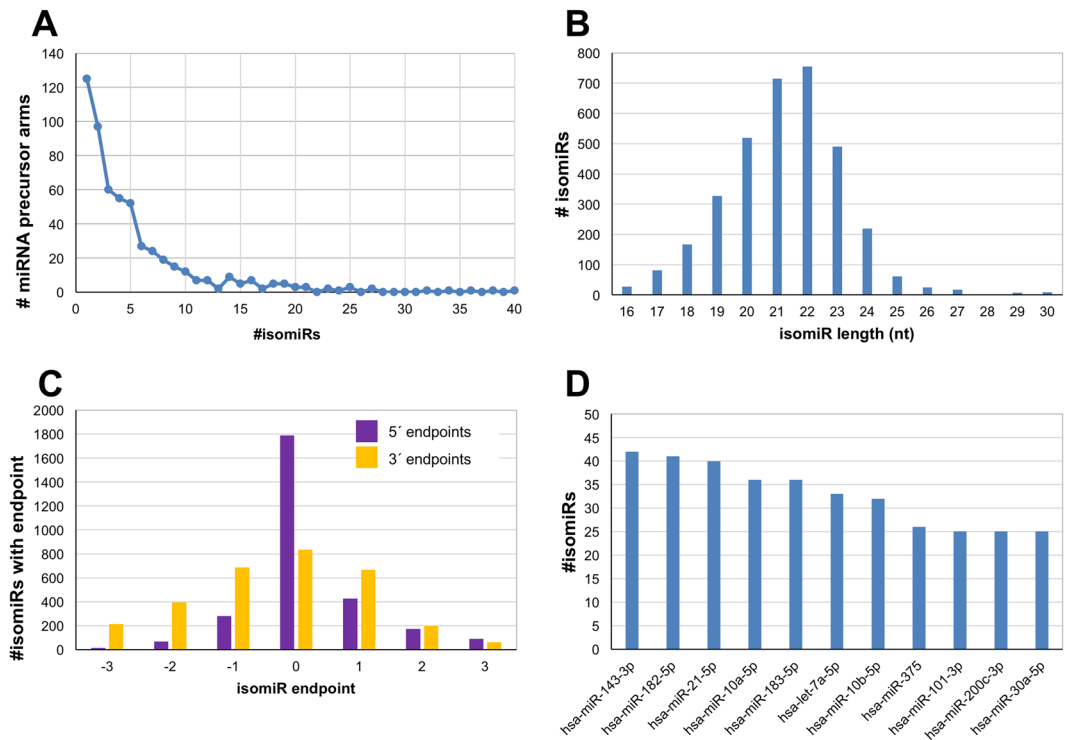 A
# miRNA precursor arms
140
120
100
80
60
40
20
0
0 5 10 15 20 25 30 35 40
#isomiRs
B
# isomiRs
800
700
600
500
400
300
200
100
0
16 17 18 19 20 21 22 23 24 25 26 27 28 29 30
isomiR length (nt)
C
#isomiRs with endpoint
2000
1800
1600
1400
1200
1000
800
600
400
200
0
5´ endpoints
3´ endpoints
-3 -2 -1 0 1 2 3
isomiR endpoint
D
#isomiRs
50
45
40
35
30
25
20
15
10
5
0
hsa-miR-143-3p
hsa-miR-182-5p
hsa-miR-21-5p
hsa-miR-10a-5p
hsa-miR-183-5p
hsa-let-7a-5p
hsa-miR-10b-5p
hsa-miR-375
hsa-miR-101-3p
hsa-miR-200c-3p
hsa-miR-30a-5p